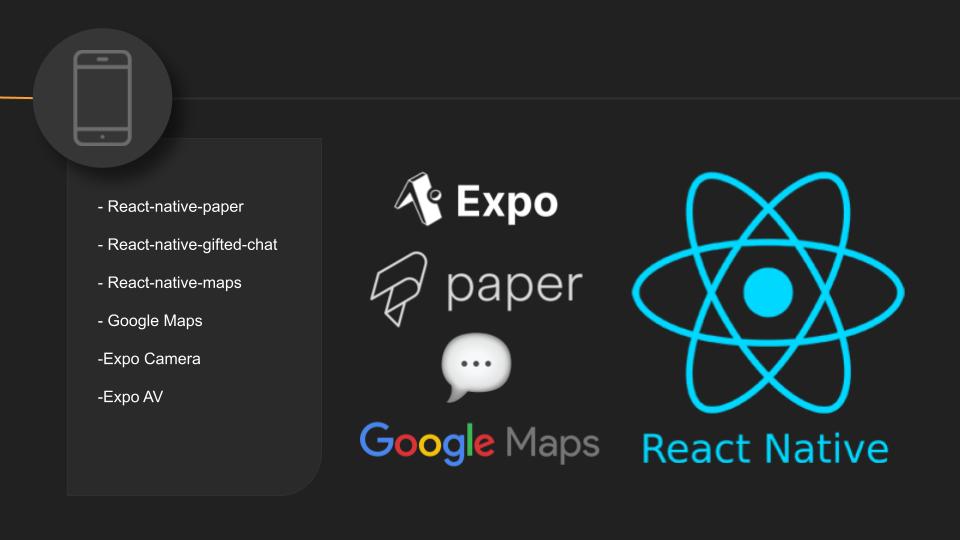 - React-native-paper
- React-native-gifted-chat
- React-native-maps
- Google Maps
-Expo Camera
-Expo AV
Expo
paper
Google Maps
React Native